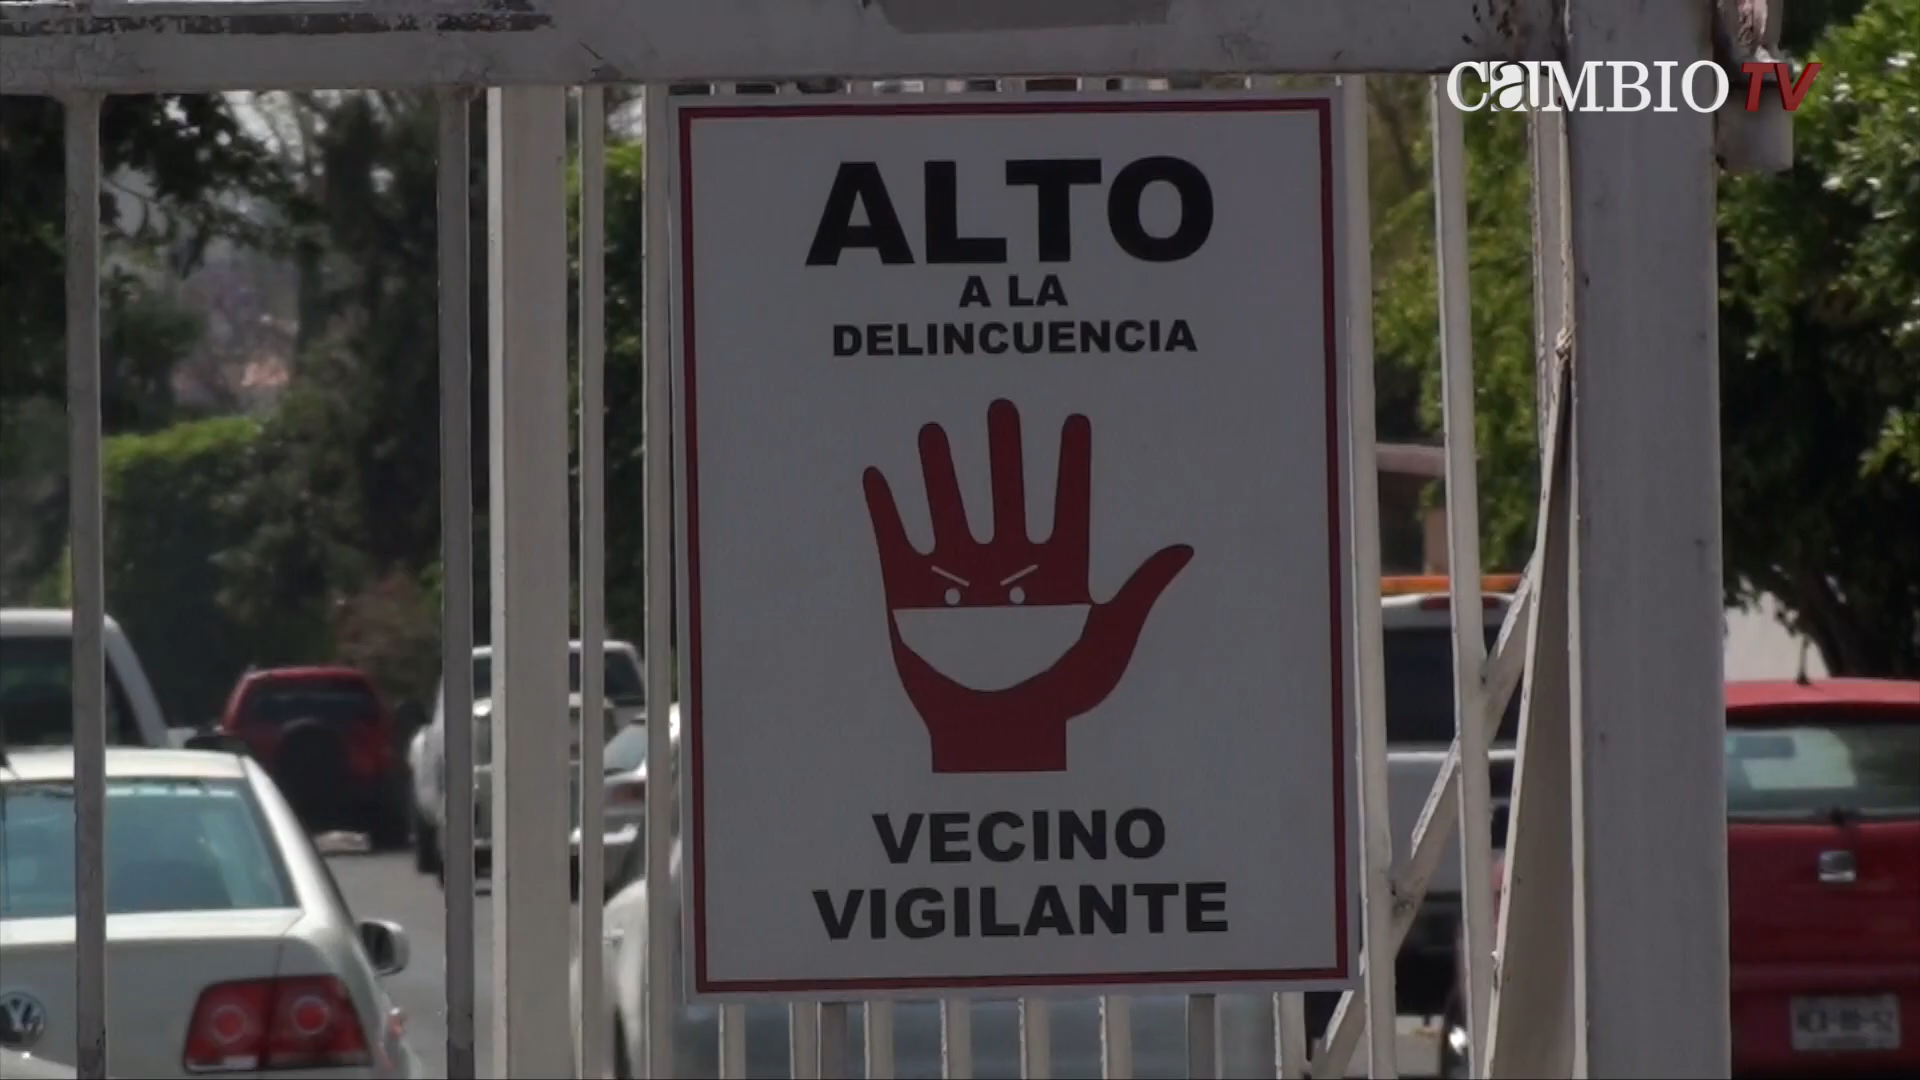 CAMBIO TV
ALTO
A LA
DELINCUENCIA
VECINO
VIGILANTE